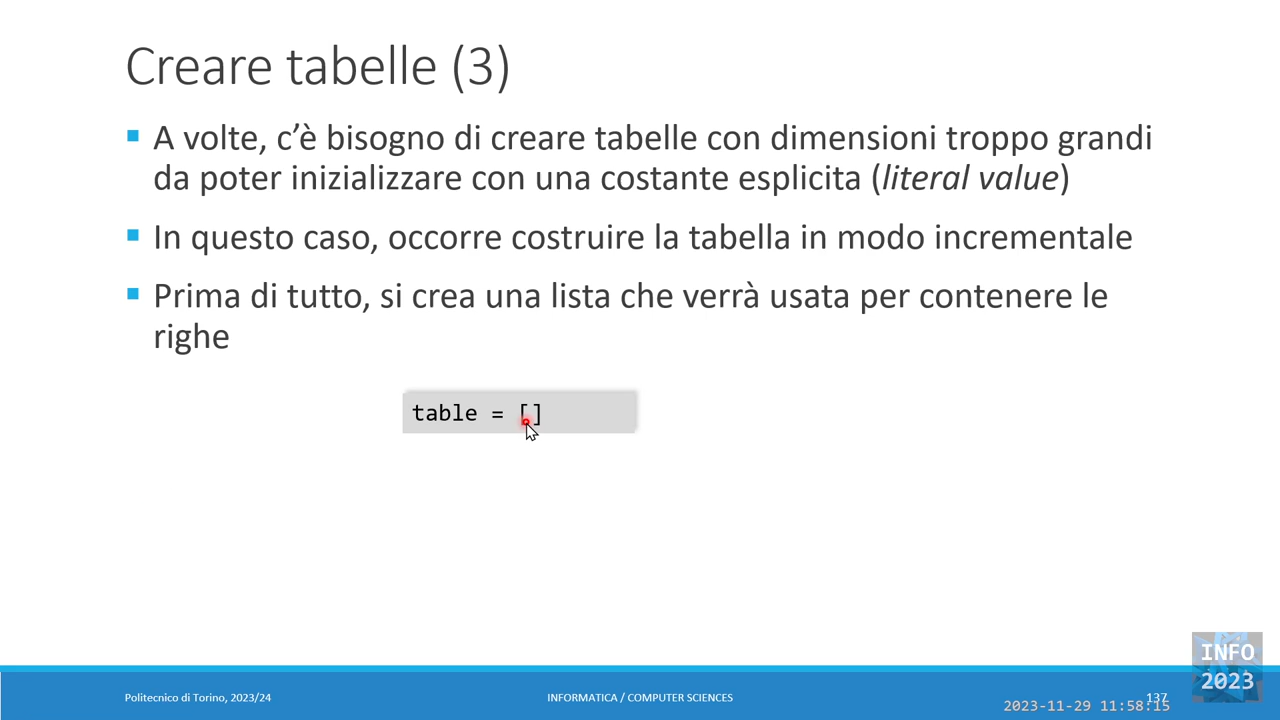 Creare tabelle (3)
A volte, c’è bisogno di creare tabelle con dimensioni troppo grandi
da poter inizializzare con una costante esplicita (literal value)
In questo caso, occorre costruire la tabella in modo incrementale
Prima di tutto, si crea una lista che verrà usata per contenere le
righe
table = []
INFO
2023
Politecnico di Torino, 2023/24
INFORMATICA / COMPUTER SCIENCES
137
2023-11-29 11:58:15